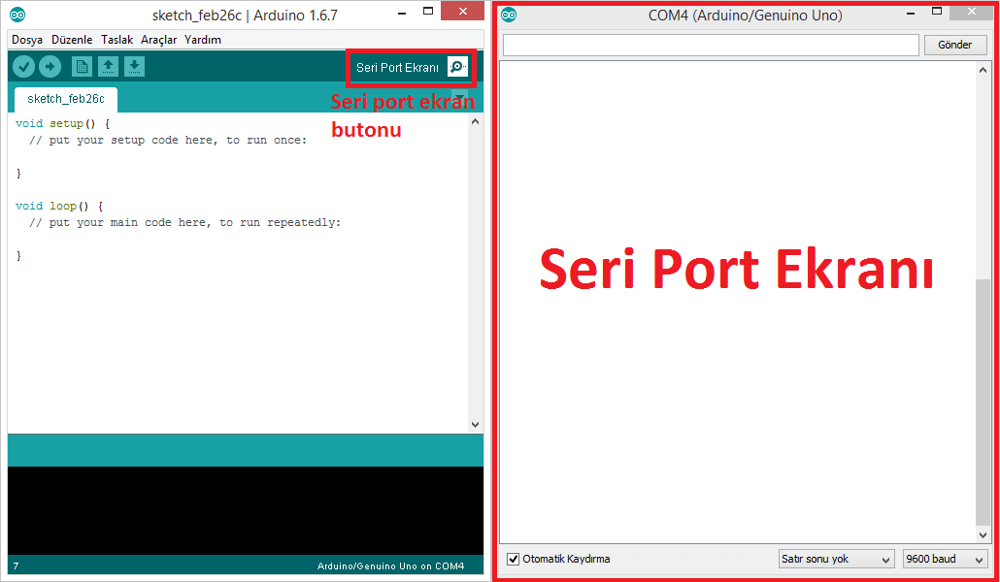 sketch_feb26c | Arduino 1.6.7
Dosya Düzenle Taslak Araçlar Yardım
Seri Port Ekranı
sketch_feb26c
Seri port ekran
butonu
void setup() {
// put your setup code here, to run once:
}
void loop() {
// put your main code here, to run repeatedly:
}
7
Arduino/Genuino Uno on COM4
COM4 (Arduino/Genuino Uno)
Gönder
Seri Port Ekranı
Otomatik Kaydırma
Satır sonu yok
9600 baud